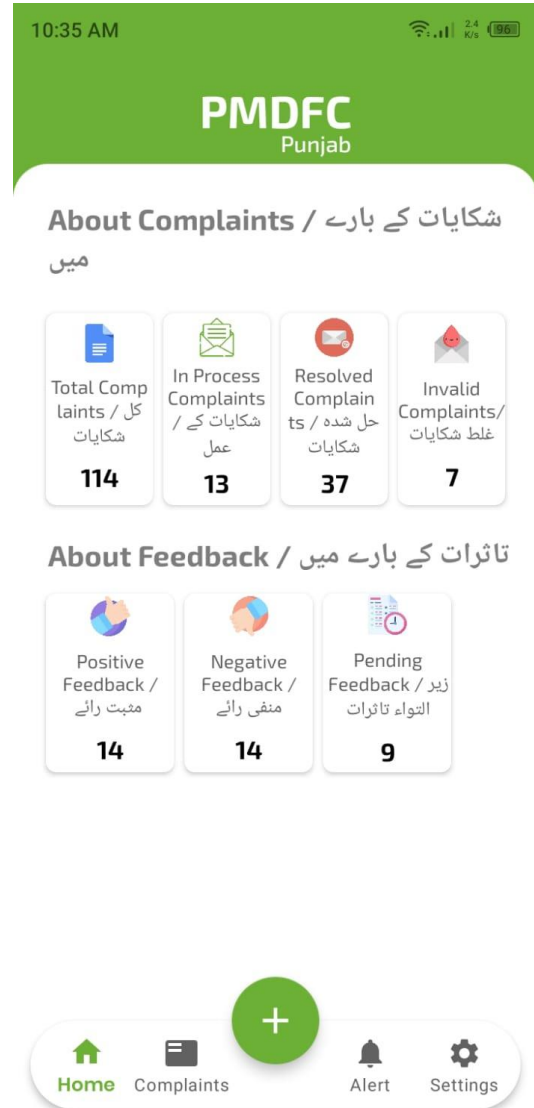 10:35 AM
2.4
K/s
96
PMDFC
Punjab
About Complaints / شکایات کے بارے
میں
Total Comp
laints / کل
شکایات
114
In Process
Complaints
/ شکایات کے
عمل
13
Resolved
Complain
ts / حل شدہ
شکایات
37
Invalid
Complaints/
غلط شکایات
7
About Feedback / تاثرات کے بارے میں
Positive
Feedback /
مثبت رائے
14
Negative
Feedback /
منفی رائے
14
Pending
Feedback / زیر
التواء تاثرات
9
+
Home
Complaints
Alert
Settings